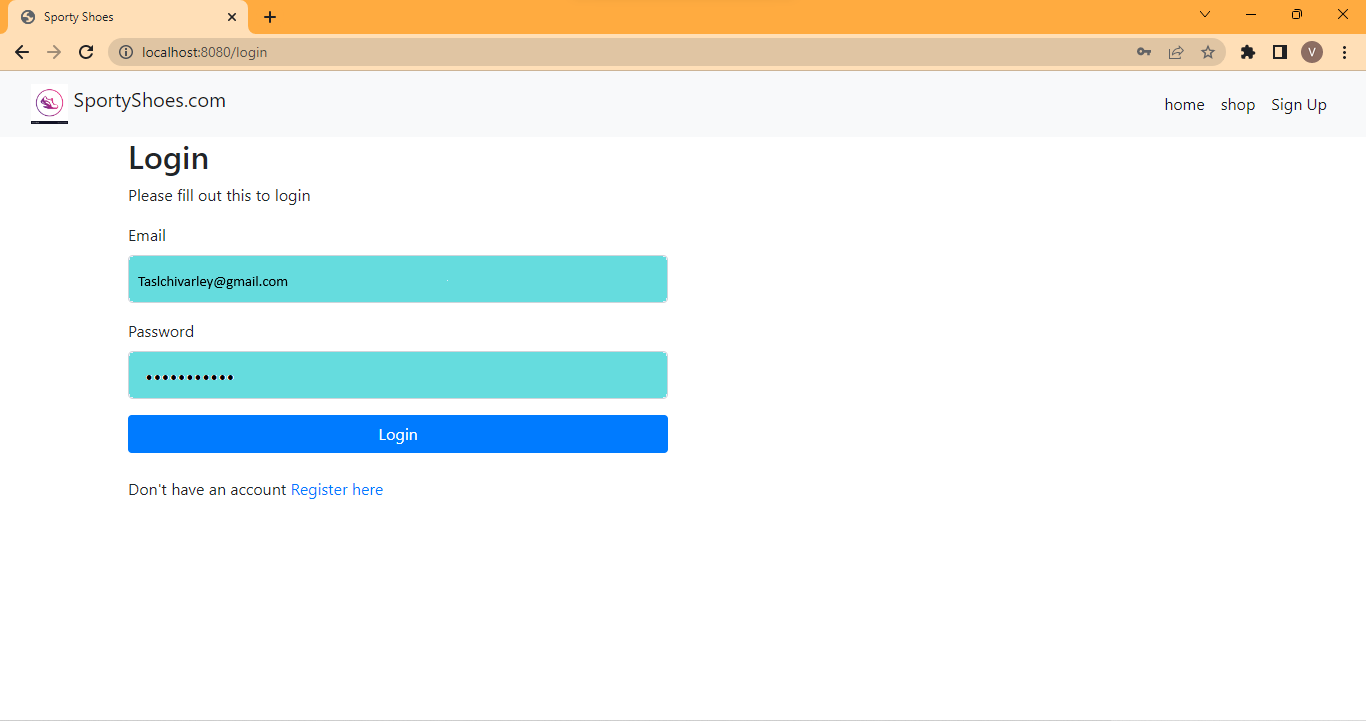 Sporty Shoes
localhost:8080/login
V
SportyShoes.com
home shop Sign Up
Login
Please fill out this to login
Email
Taslchivarley@gmail.com
Password
•••••••••••
Login
Don't have an account Register here